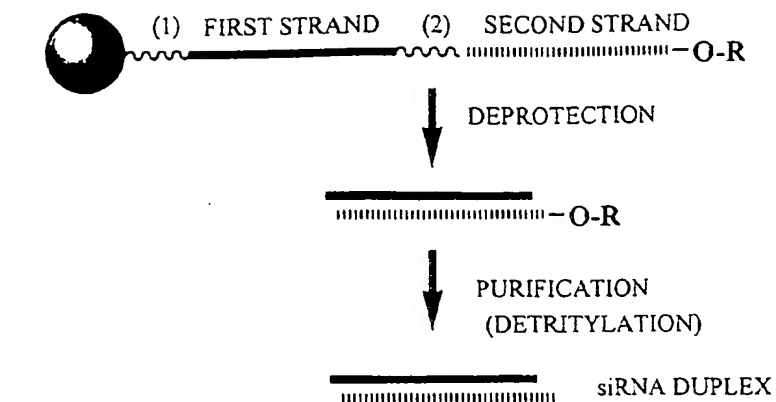 (1) FIRST STRAND (2) SECOND STRAND
O-R
DEPROTECTION
O-R
PURIFICATION
(DETRITYLATION)
siRNA DUPLEX